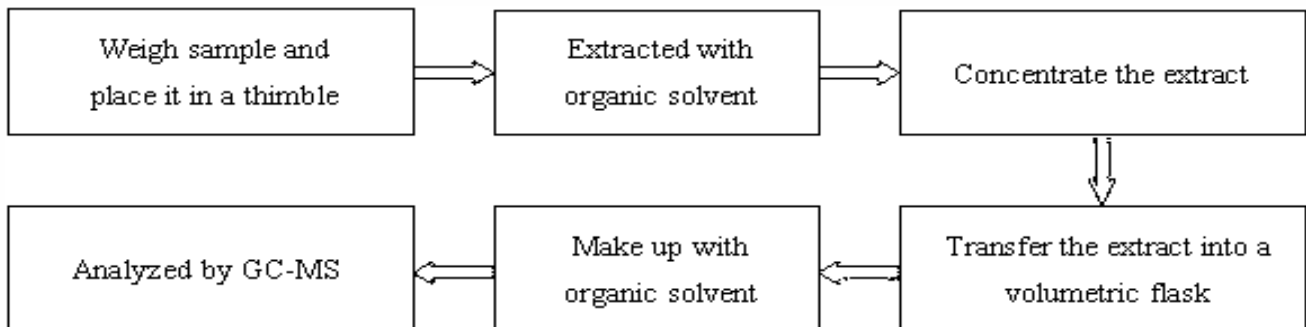 Weigh sample and
place it in a thimble
Extracted with
organic solvent
Concentrate the extract
Transfer the extract into a
volumetric flask
Make up with
organic solvent
Analyzed by GC-MS